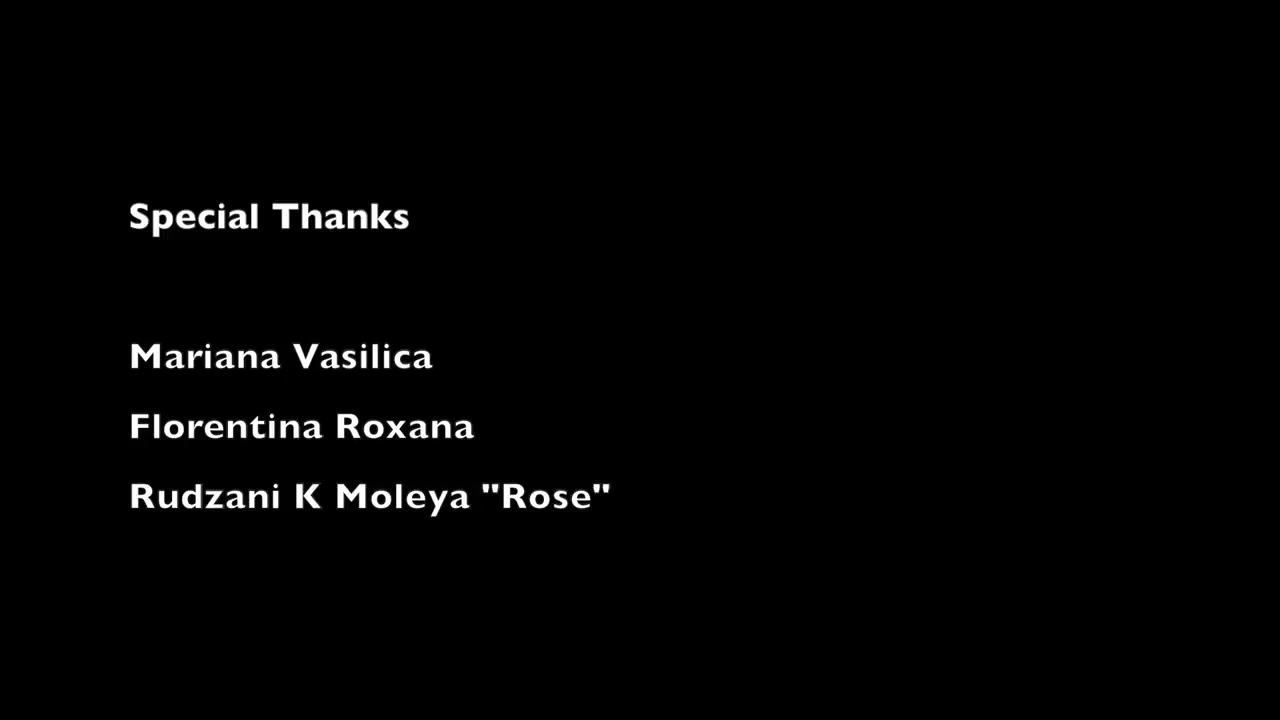 Special Thanks
Mariana Vasilica
Florentina Roxana
Rudzani K Moleya "Rose"